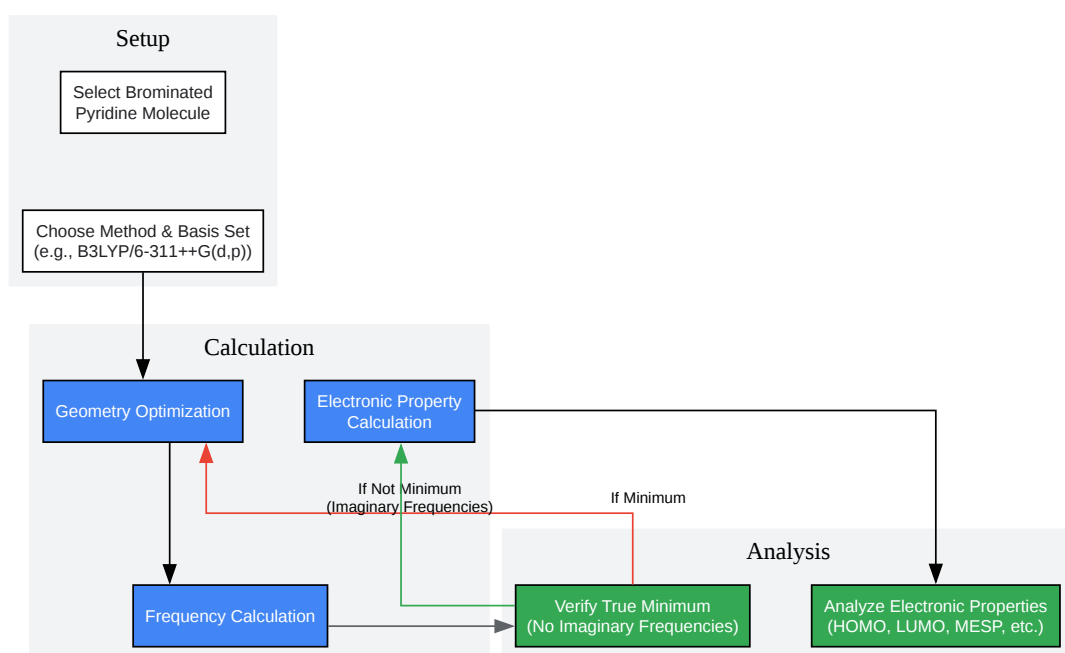 Setup
Select Brominated
Pyridine Molecule
Choose Method & Basis Set
(e.g., B3LYP/6-311++G(d,p))
Calculation
Geometry Optimization
Electronic Property
Calculation
If Not Minimum
(Imaginary Frequencies)
If Minimum
Frequency Calculation
Analysis
Verify True Minimum
(No Imaginary Frequencies)
Analyze Electronic Properties
(HOMO, LUMO, MESP, etc.)